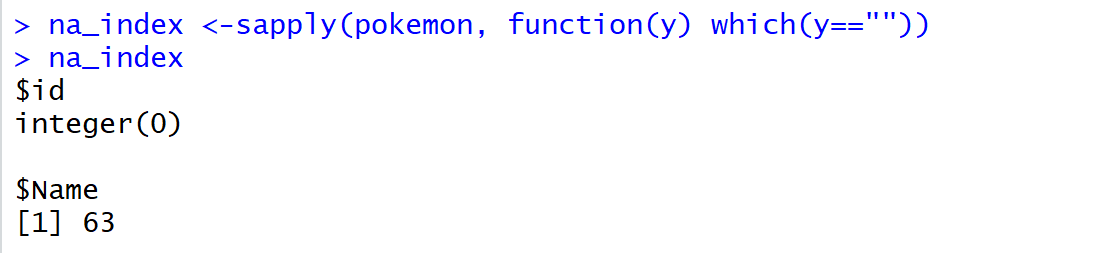 > na_index <-sapply(pokemon, function(y) which(y==""))
> na_index
$id
integer(0)
$Name
[1] 63